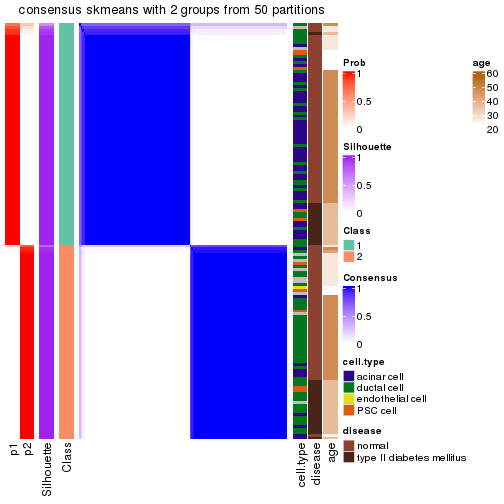 consensus skmeans with 2 groups from 50 partitions
Prob
1
0.5
0
age
60
50
40
30
20
Silhouette
1
0.5
0
Class
1
2
Consensus
1
0.5
0
cell.type
acinar cell
ductal cell
endothelial cell
PSC cell
disease
normal
type II diabetes mellitus
p1
p2
Silhouette
Class
cell.type
disease
age